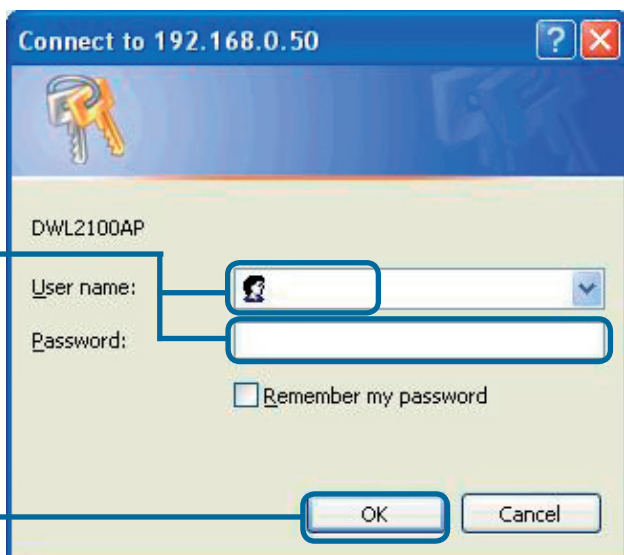 Connect to 192.168.0.50
DWL2100AP
User name:
Password:
Remember my password
OK
Cancel